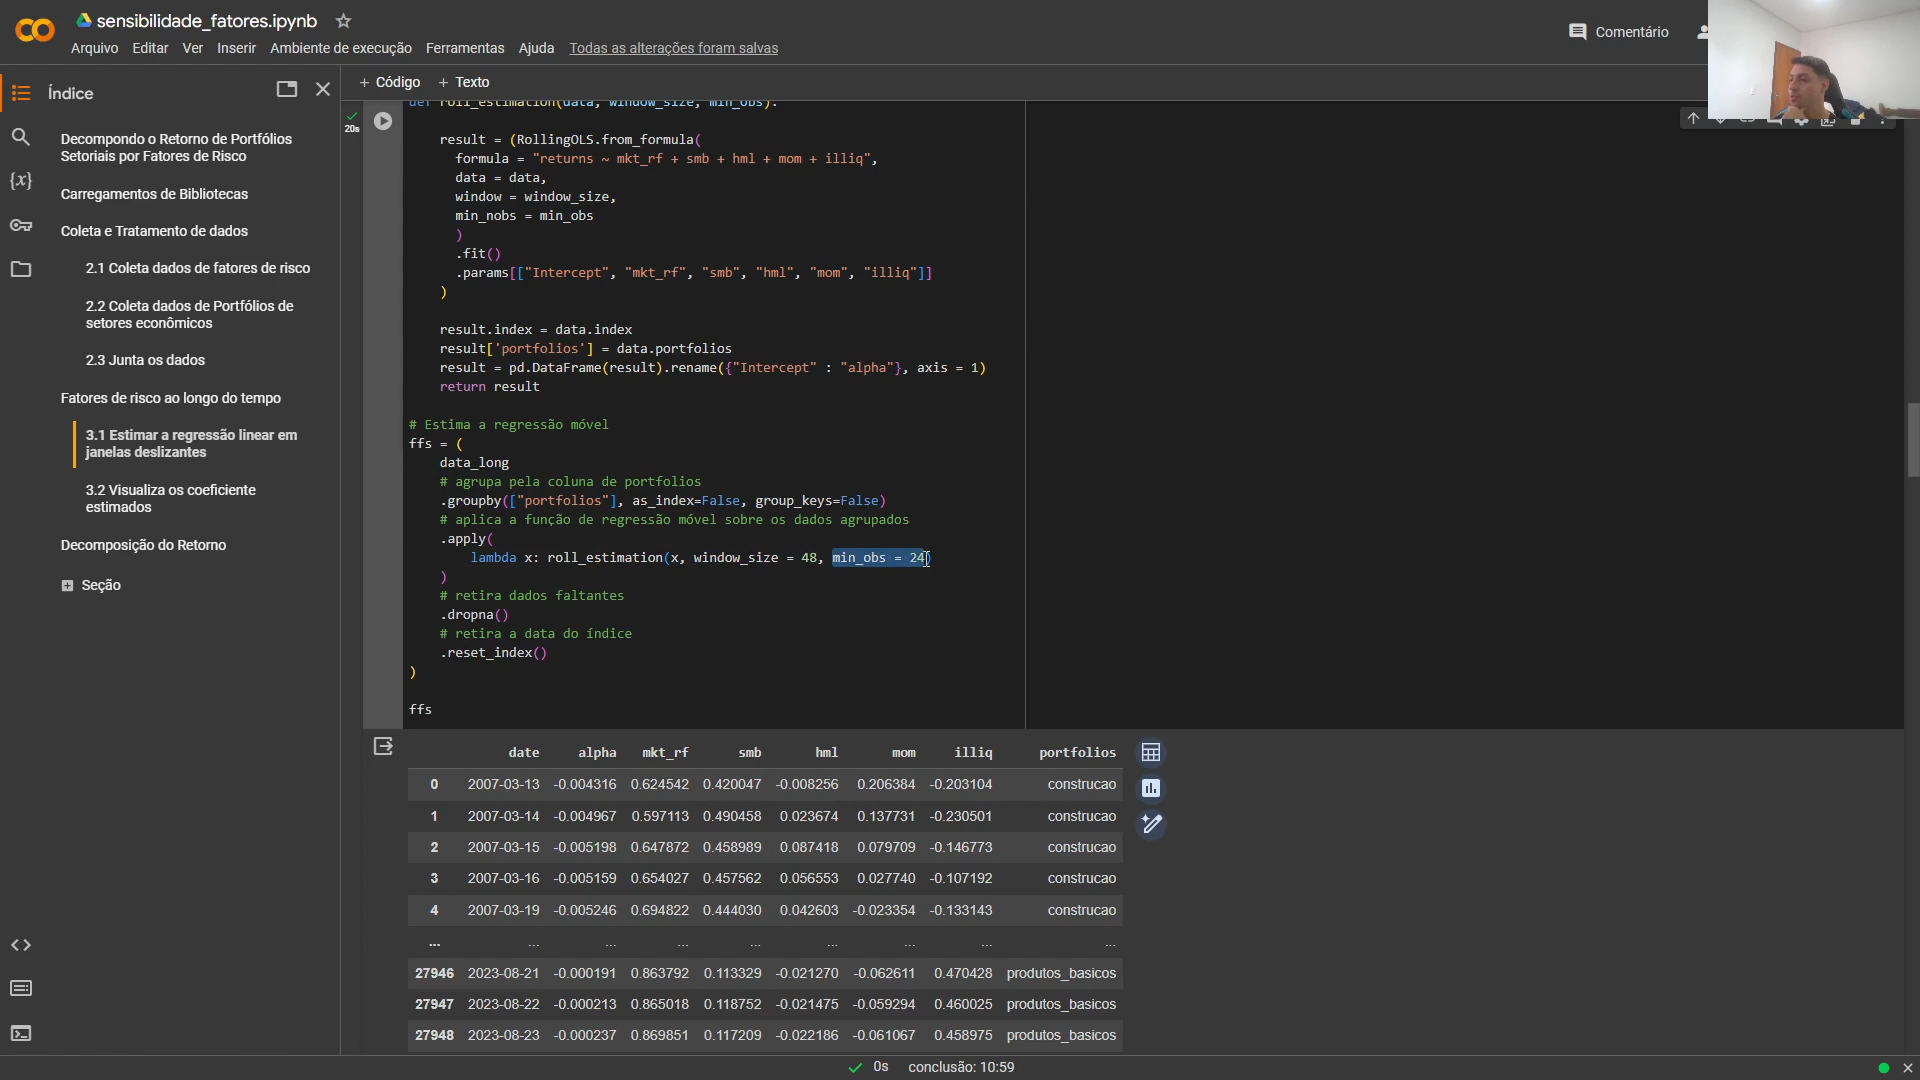 sensibilidade_fatores.ipynb
Arquivo Editar Ver Inserir Ambiente de execução Ferramentas Ajuda Todas as alterações foram salvas
Comentário
Índice
+ Código + Texto
Decompondo o Retorno de Portfólios
Setoriais por Fatores de Risco
Carregamentos de Bibliotecas
Coleta e Tratamento de dados
2.1 Coleta dados de fatores de risco
2.2 Coleta dados de Portfólios de
setores econômicos
2.3 Junta os dados
Fatores de risco ao longo do tempo
3.1 Estimar a regressão linear em
janelas deslizantes
3.2 Visualiza os coeficiente
estimados
Decomposição do Retorno
Seção
20s
def roll_estimation(data, window_size, min_obs):
result = (RollingOLS.from_formula(
formula = "returns ~ mkt_rf + smb + hml + mom + illiq",
data = data,
window = window_size,
min_nobs = min_obs
)
.fit()
.params[["Intercept", "mkt_rf", "smb", "hml", "mom", "illiq"]]
)
result.index = data.index
result['portfolios'] = data.portfolios
result = pd.DataFrame(result).rename({"Intercept" : "alpha"}, axis = 1)
return result
# Estima a regressão móvel
ffs = (
data_long
# agrupa pela coluna de portfolios
.groupby(["portfolios"], as_index=False, group_keys=False)
# aplica a função de regressão móvel sobre os dados agrupados
.apply(
lambda x: roll_estimation(x, window_size = 48, min_obs = 24)
)
# retira dados faltantes
.dropna()
# retira a data do índice
.reset_index()
)
ffs
date alpha mkt_rf smb hml mom illiq portfolios
0 2007-03-13 -0.004316 0.624542 0.420047 -0.008256 0.206384 -0.203104 construcao
1 2007-03-14 -0.004967 0.597113 0.490458 0.023674 0.137731 -0.230501 construcao
2 2007-03-15 -0.005198 0.647872 0.458989 0.087418 0.079709 -0.146773 construcao
3 2007-03-16 -0.005159 0.654027 0.457562 0.056553 0.027740 -0.107192 construcao
4 2007-03-19 -0.005246 0.694822 0.444030 0.042603 -0.023354 -0.133143 construcao
... ... ... ... ... ... ... ... ...
27946 2023-08-21 -0.000191 0.863792 0.113329 -0.021270 -0.062611 0.470428 produtos_basicos
27947 2023-08-22 -0.000213 0.865018 0.118752 -0.021475 -0.059294 0.460025 produtos_basicos
27948 2023-08-23 -0.000237 0.869851 0.117209 -0.022186 -0.061067 0.458975 produtos_basicos
0s conclusão: 10:59